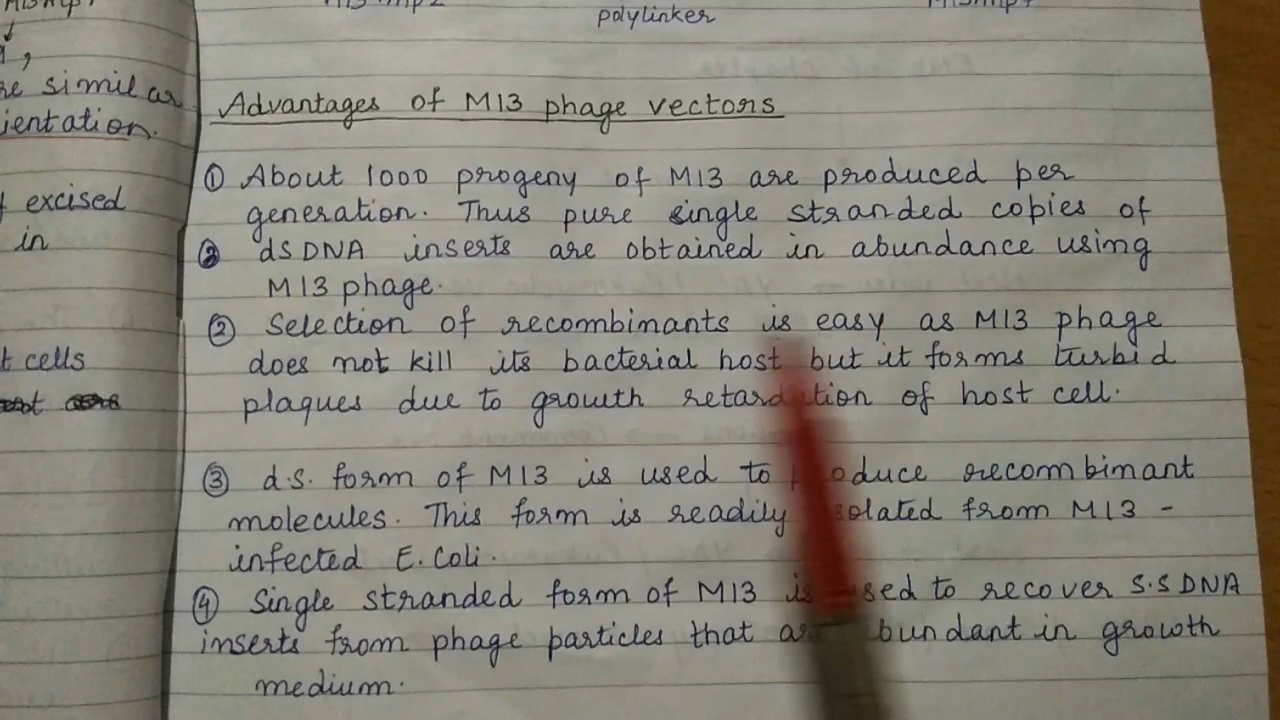 polylinker
re similar
ientation.
excised
in
t cells
Advantages of M13 phage vectors
① About 1000 progeny of M13 are produced per
generation. Thus pure single stranded copies of
② dsDNA inserts are obtained in abundance using
M13 phage.
② Selection of recombinants is easy as M13 phage
does not kill its bacterial host but it forms turbid
plaques due to growth retardation of host cell.
③ d.s. form of M13 is used to produce recombinant
molecules. This form is readily isolated from M13 -
infected E. Coli.
④ Single stranded form of M13 is used to recover S.S DNA
inserts from phage particles that are abundant in growth
medium.